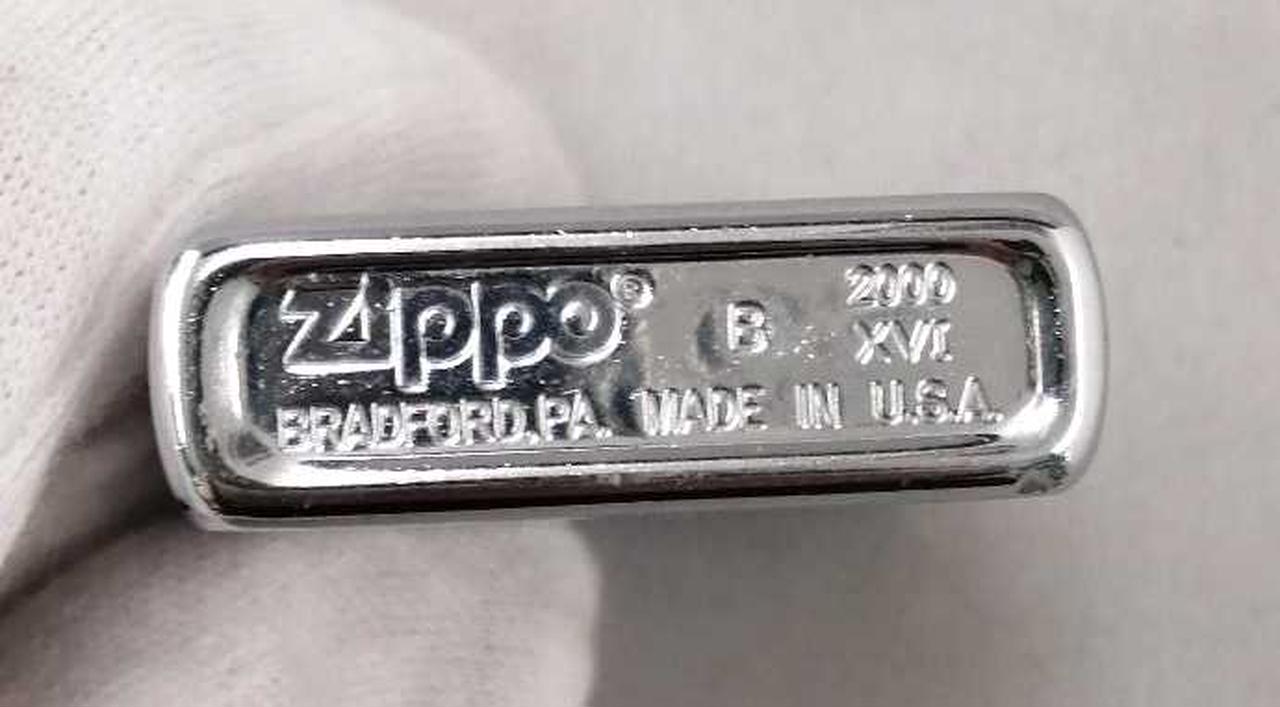 Zippo® B 2000
XVI
BRADFORD, PA. MADE IN U.S.A.